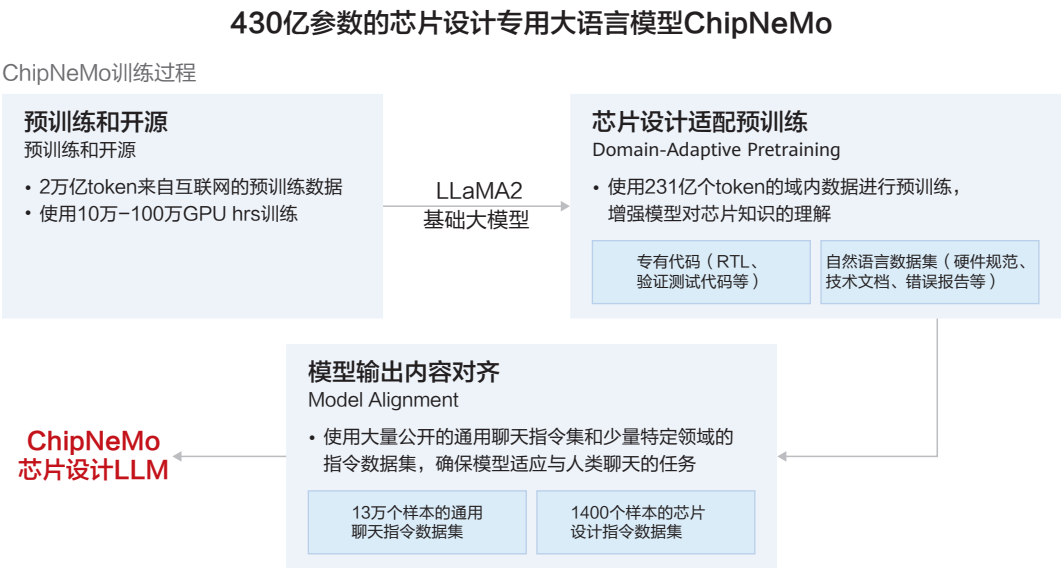 430亿参数的芯片设计专用大语言模型ChipNeMo
ChipNeMo训练过程
预训练和开源
预训练和开源
• 2万亿token来自互联网的预训练数据
• 使用10万-100万GPU hrs训练
LLaMA2
基础大模型
芯片设计适配预训练
Domain-Adaptive Pretraining
• 使用231亿个token的域内数据进行预训练，
增强模型对芯片知识的理解
专有代码（RTL、
验证测试代码等）
自然语言数据集（硬件规范、
技术文档、错误报告等）
模型输出内容对齐
Model Alignment
• 使用大量公开的通用聊天指令集和少量特定领域的
指令数据集，确保模型适应与人类聊天的任务
13万个样本的通用
聊天指令数据集
1400个样本的芯片
设计指令数据集
ChipNeMo
芯片设计LLM